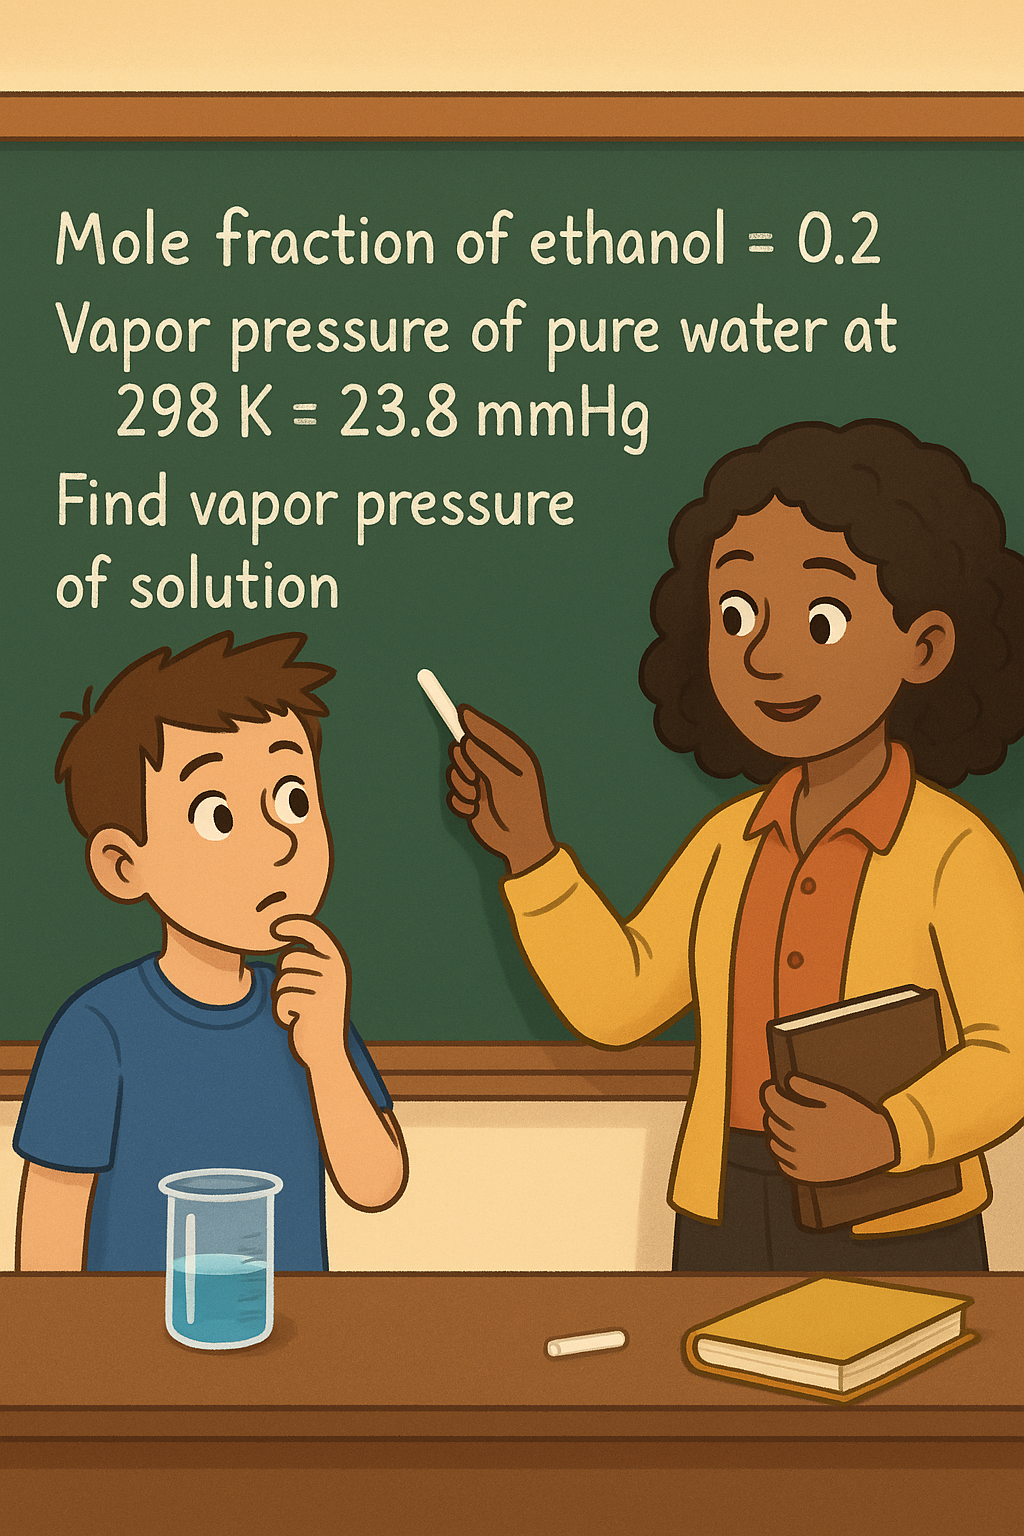 Mole fraction of ethanol = 0.2
Vapor pressure of pure water at
298 K = 23.8 mmHg
Find vapor pressure
of solution